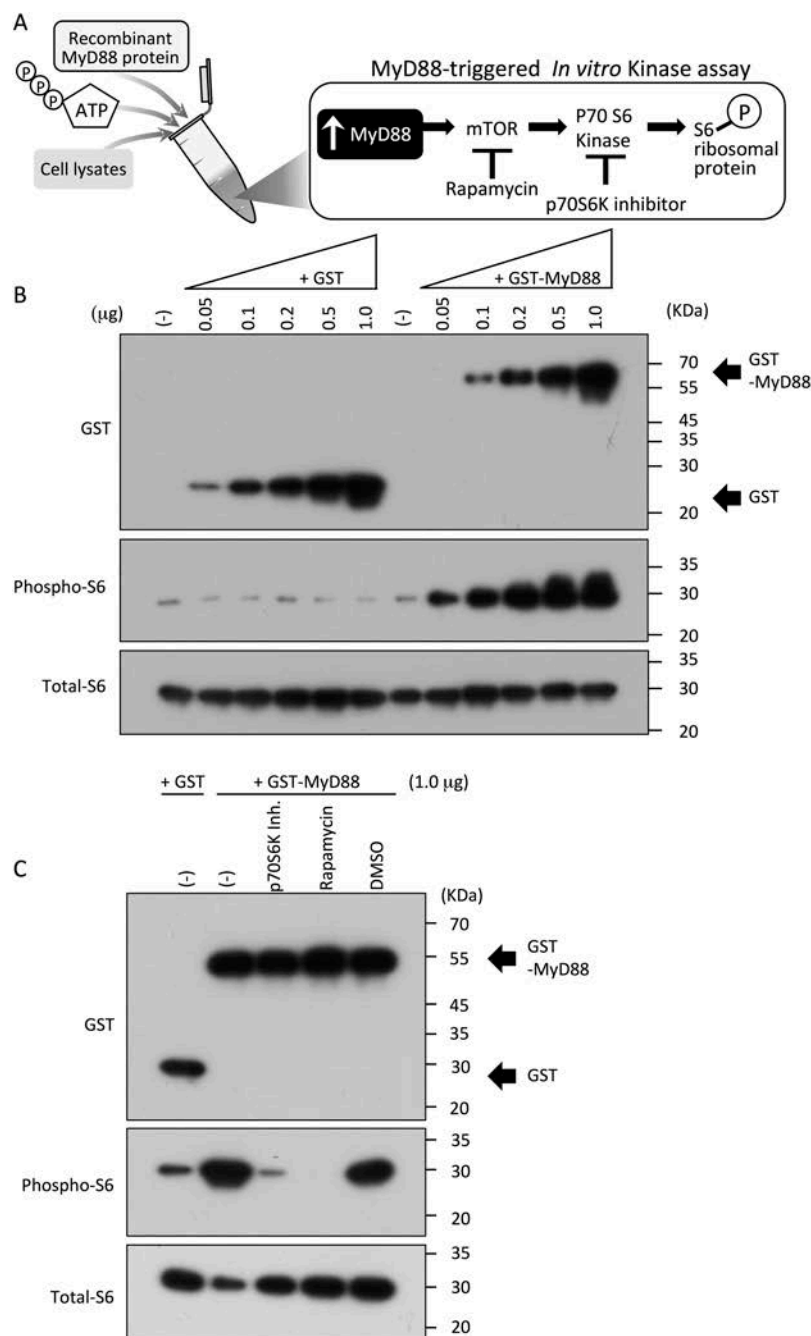 A
Recombinant
MyD88 protein
P
P
P
ATP
Cell lysates
MyD88-triggered In vitro Kinase assay
MyD88
mTOR
P70 S6
Kinase
S6
ribosomal
protein
P
Rapamycin
p70S6K inhibitor
B
+ GST
+ GST-MyD88
(μg)
(-)
0.05
0.1
0.2
0.5
1.0
(-)
0.05
0.1
0.2
0.5
1.0
(KDa)
GST
70
55
45
35
30
20
GST
-MyD88
GST
Phospho-S6
35
30
20
Total-S6
35
30
20
+ GST
+ GST-MyD88
(1.0 μg)
C
(-)
(-)
p70S6K Inh.
Rapamycin
DMSO
(KDa)
GST
70
55
45
35
30
20
GST
-MyD88
GST
Phospho-S6
35
30
20
Total-S6
35
30
20